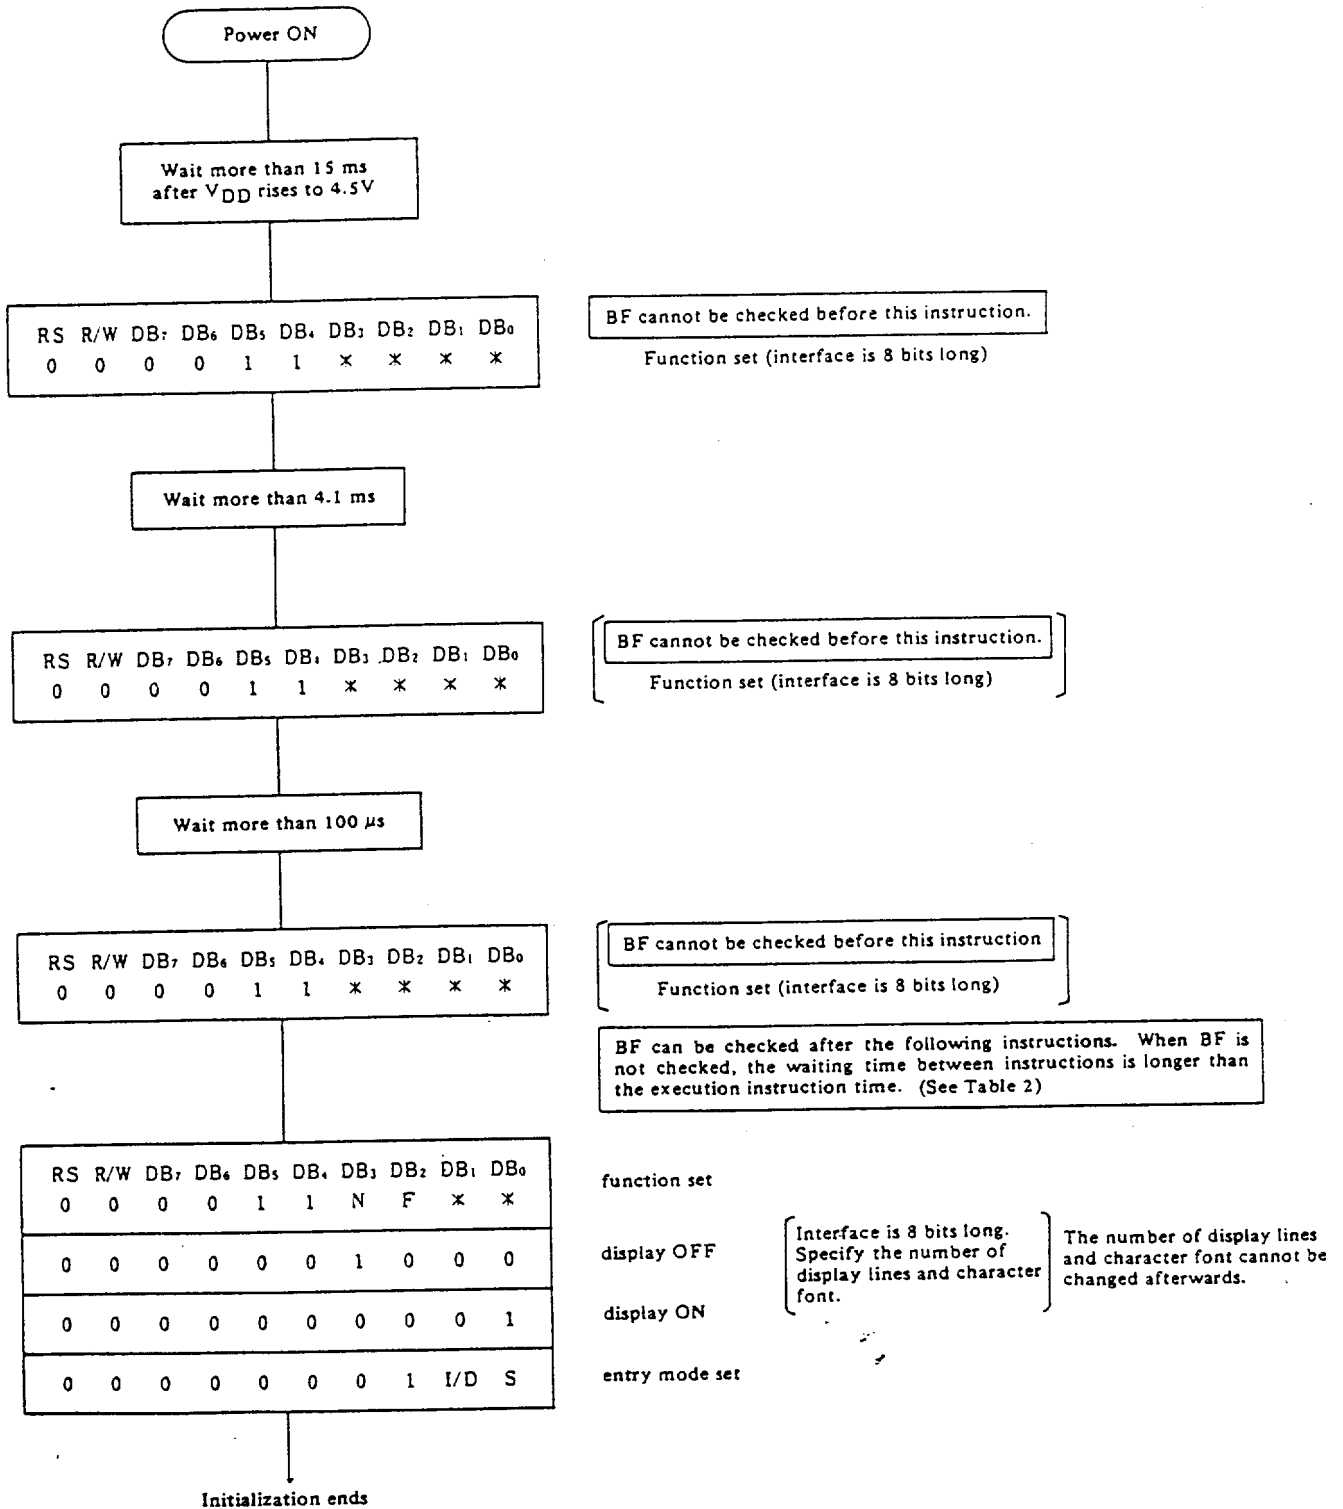 Power ON
Wait more than 15 ms
after VDD rises to 4.5V
RS R/W DB₇ DB₆ DB₅ DB₄ DB₃ DB₂ DB₁ DB₀
0 0 0 0 1 1 * * * *
BF cannot be checked before this instruction.
Function set (interface is 8 bits long)
Wait more than 4.1 ms
RS R/W DB₇ DB₆ DB₅ DB₄ DB₃ DB₂ DB₁ DB₀
0 0 0 0 1 1 * * * *
BF cannot be checked before this instruction.
Function set (interface is 8 bits long)
Wait more than 100 µs
RS R/W DB₇ DB₆ DB₅ DB₄ DB₃ DB₂ DB₁ DB₀
0 0 0 0 1 1 * * * *
BF cannot be checked before this instruction
Function set (interface is 8 bits long)
BF can be checked after the following instructions. When BF is
not checked, the waiting time between instructions is longer than
the execution instruction time. (See Table 2)
RS R/W DB₇ DB₆ DB₅ DB₄ DB₃ DB₂ DB₁ DB₀
0 0 0 0 1 1 N F * *
function set
0 0 0 0 0 0 1 0 0 0
display OFF
0 0 0 0 0 0 0 0 0 1
display ON
0 0 0 0 0 0 0 1 I/D S
entry mode set
Interface is 8 bits long.
Specify the number of
display lines and character
font.
The number of display lines
and character font cannot be
changed afterwards.
Initialization ends